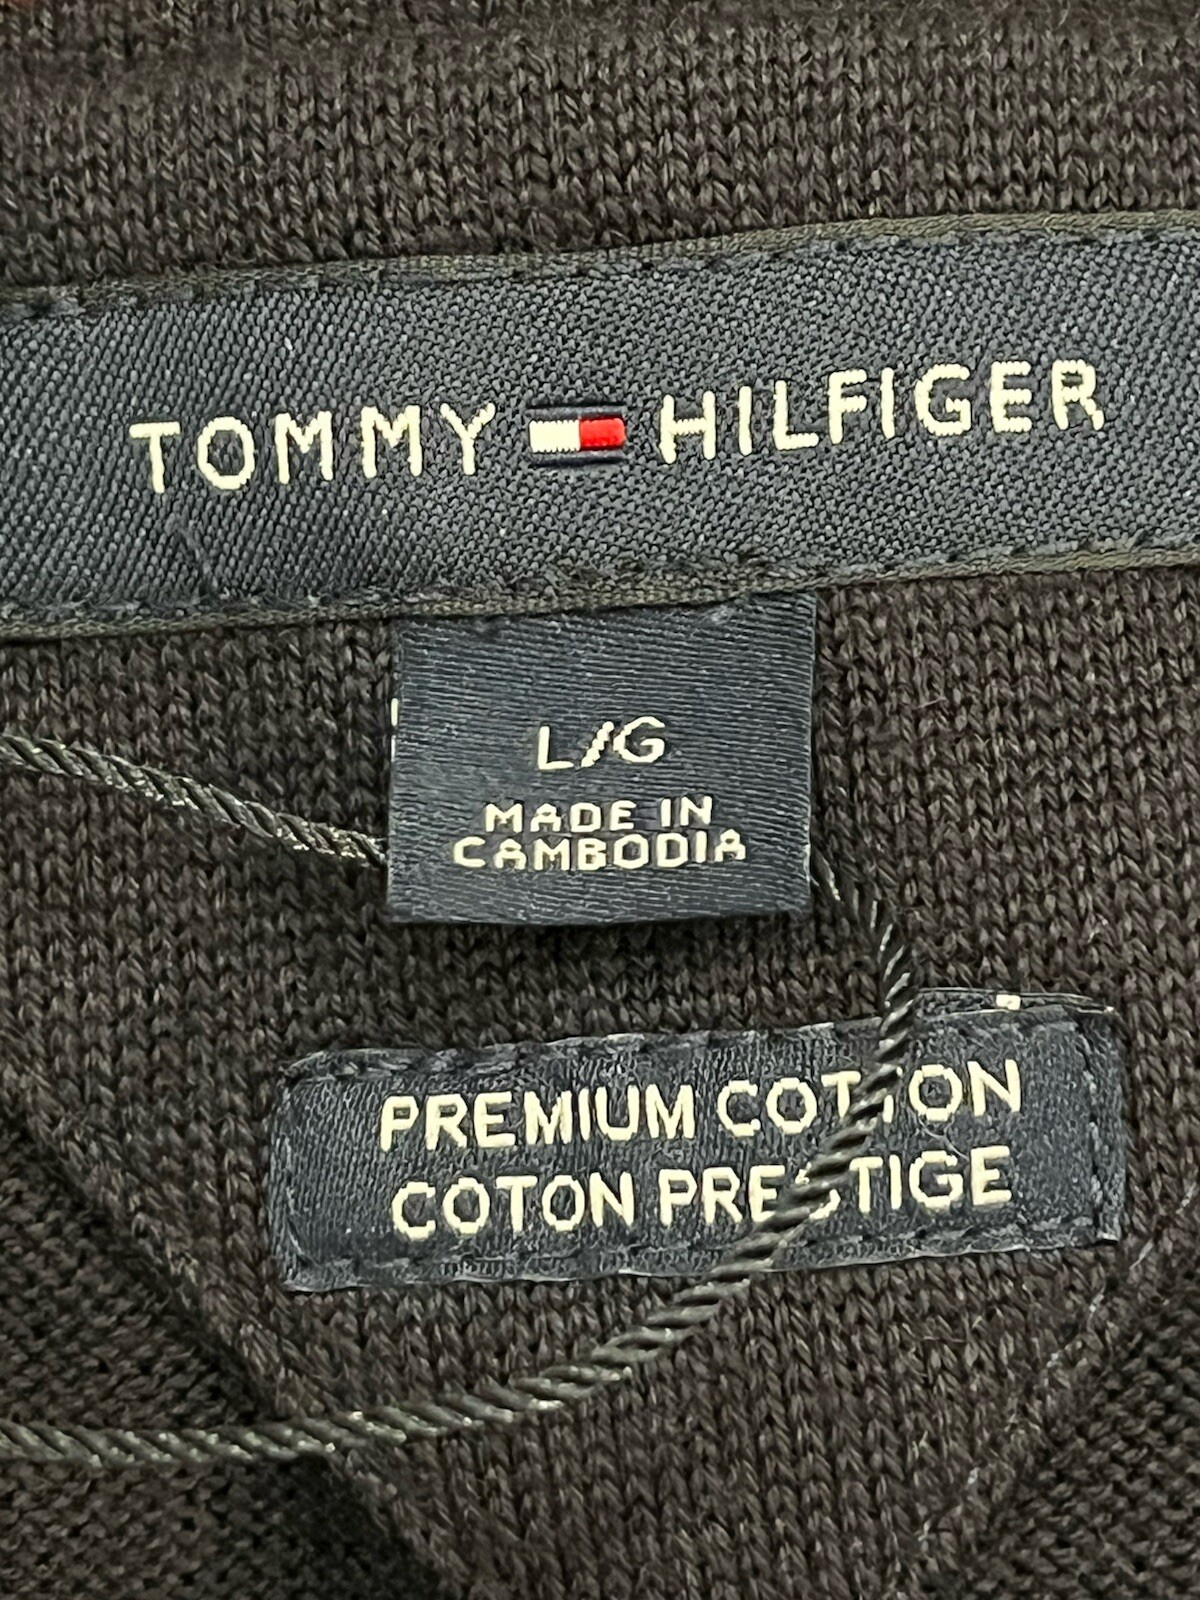 TOMMY HILFIGER
L/G
MADE IN
CAMBODIA
PREMIUM COTTON
COTON PRESTIGE